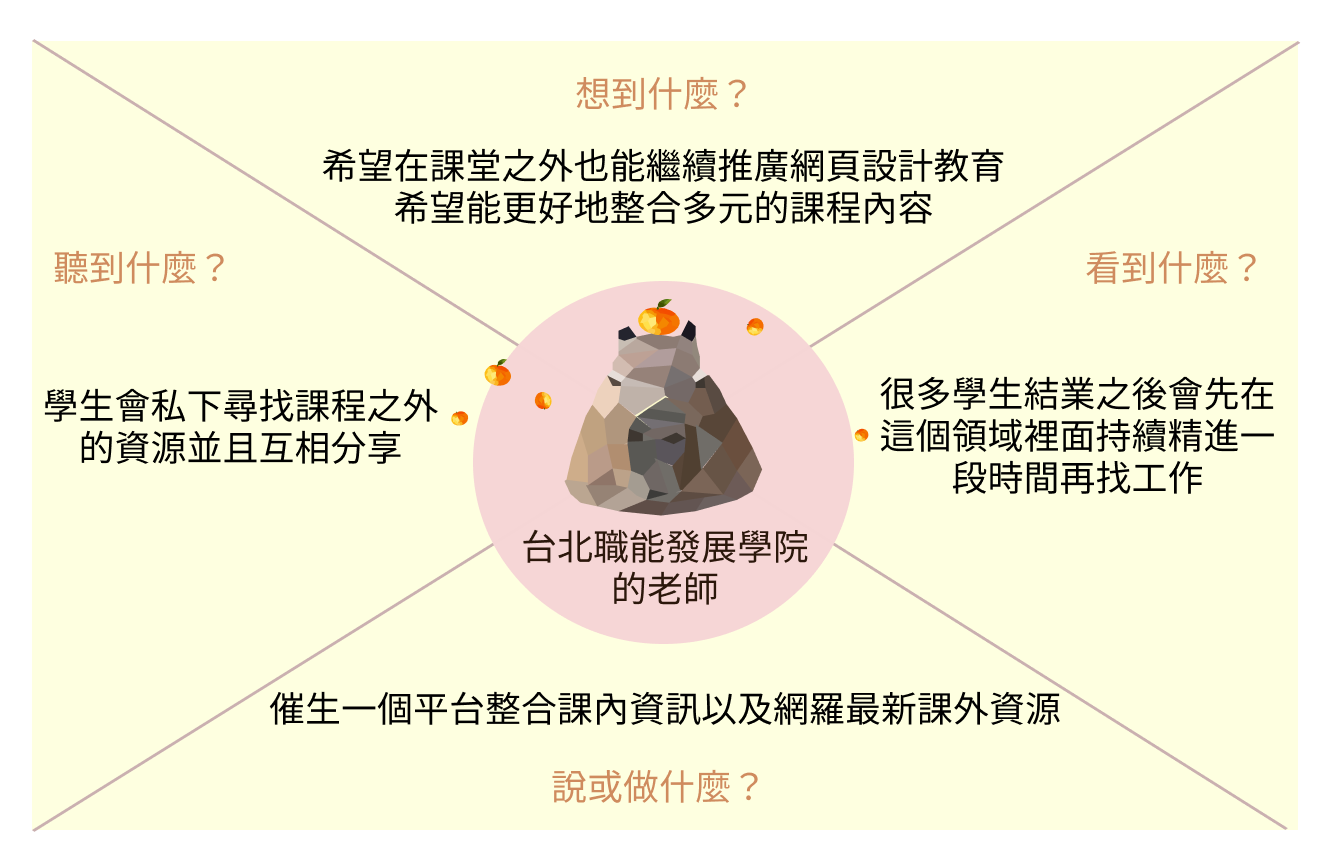 想到什麼？
希望在課堂之外也能繼續推廣網頁設計教育
希望能更好地整合多元的課程內容
聽到什麼？
學生會私下尋找課程之外
的資源並且互相分享
看到什麼？
很多學生結業之後會先在
這個領域裡面持續精進一
段時間再找工作
台北職能發展學院
的老師
催生一個平台整合課內資訊以及網羅最新課外資源
說或做什麼？